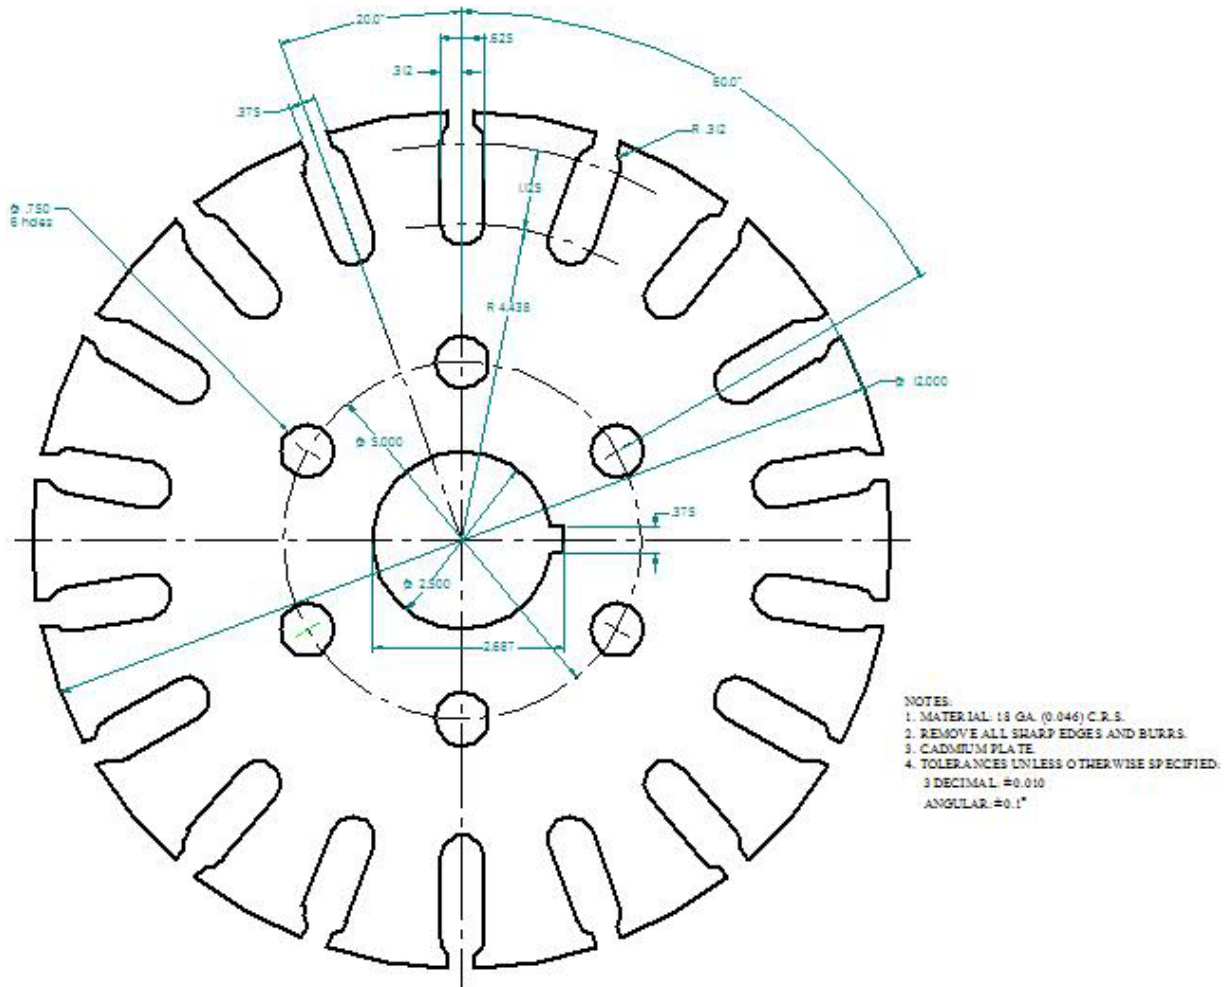 20.0°
.625
.312
60.0°
.375
R .312
1.125
⌀ .750
6 holes
R 4.438
⌀ 12.000
⌀ 5.000
.375
⌀ 2.500
2.687
NOTES:
1. MATERIAL: 18 GA. (0.046) C.R.S.
2. REMOVE ALL SHARP EDGES AND BURRS.
3. CADMIUM PLATE
4. TOLERANCES UNLESS OTHERWISE SPECIFIED:
3 DECIMAL: ±0.010
ANGULAR: ±0.1°